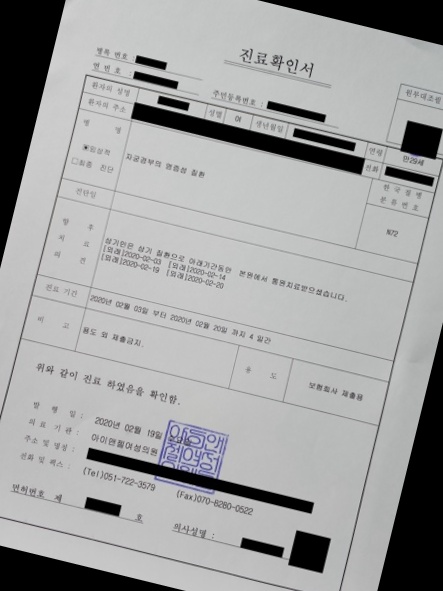 진료확인서
병록 번호 :
연 번 호 :
주민등록번호 :
원무대조필
환자의 성명
성별 여 생년월일 연령 만29세
환자의 주소
전화
병 명
●임상적
□최종 진단
자궁경부의 염증성 질환
한 국 질 병
분 류 번 호
N72
진단일
향 후
치 료
의 견
상기인은 상기 질환으로 아래기간동안 본원에서 통원치료받으셨습니다.
[외래]2020-02-03 [외래]2020-02-14
[외래]2020-02-19 [외래]2020-02-20
진료 기간
2020년 02월 03일 부터 2020년 02월 20일 까지 4 일간
비 고
용도 외 제출금지.
용 도
보험회사 제출용
위와 같이 진료 하였음을 확인함.
발 행 일 : 2020년 02월 19일
의 료 기 관 : 아이앤젤여성의원
주소 및 명칭 :
전화 및 팩스 : (Tel)051-722-3579 (Fax)070-8280-0522
면허번호 제 호
의사성명 :